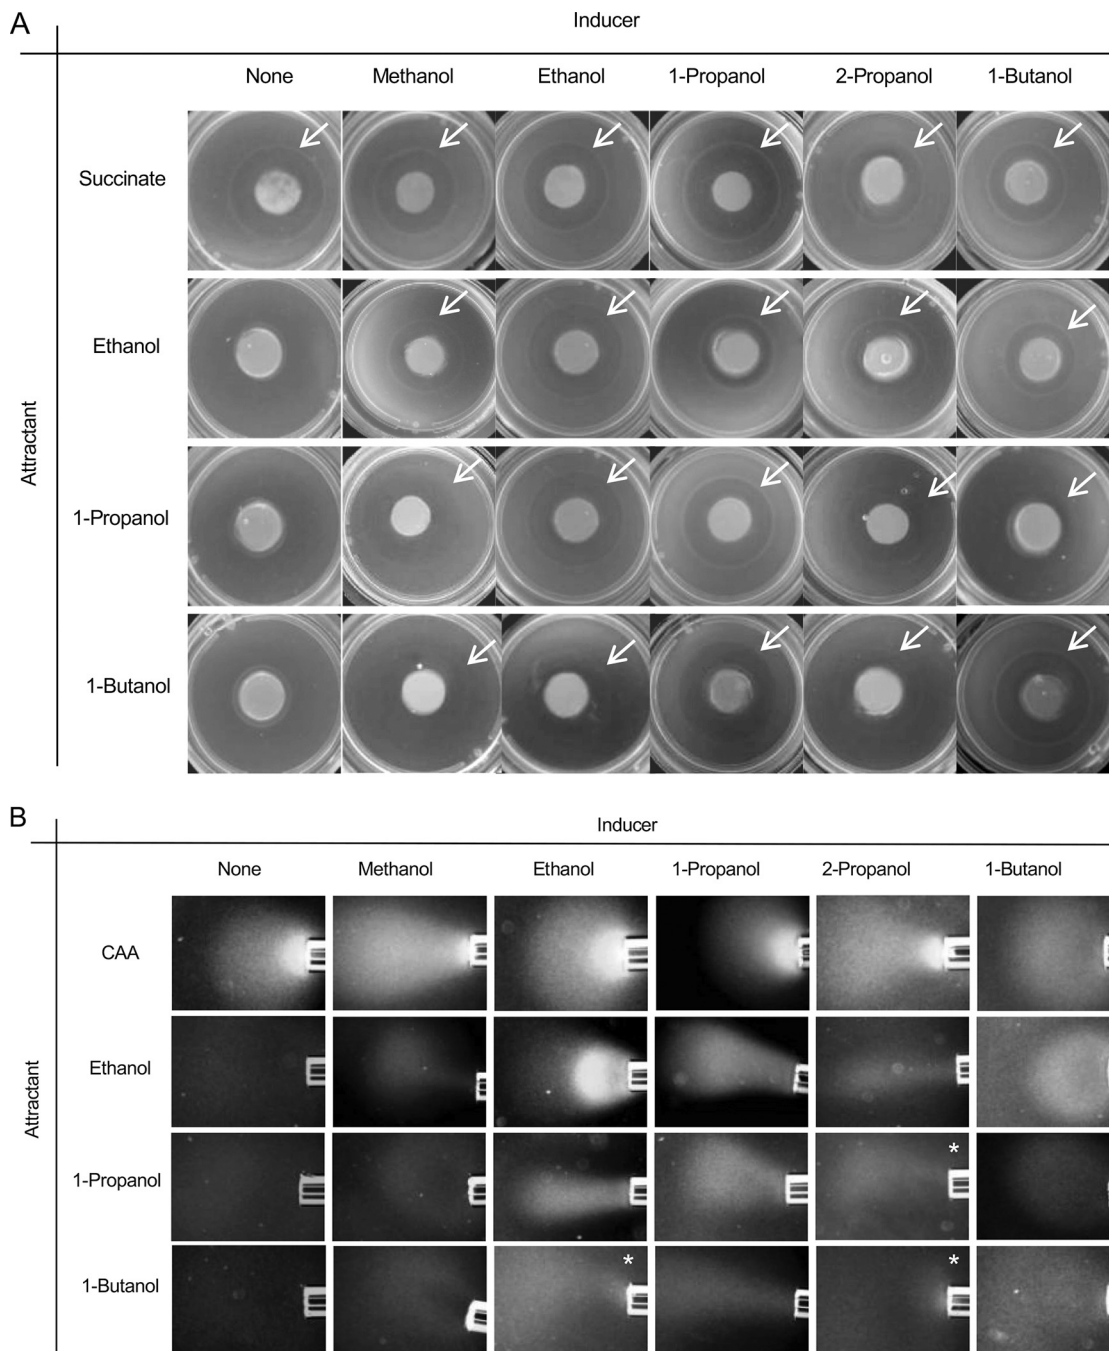 A
Inducer
None Methanol Ethanol 1-Propanol 2-Propanol 1-Butanol
Succinate
Ethanol
Attractant
1-Propanol
1-Butanol
B
Inducer
None Methanol Ethanol 1-Propanol 2-Propanol 1-Butanol
CAA
Ethanol
Attractant
1-Propanol
*
1-Butanol
* *